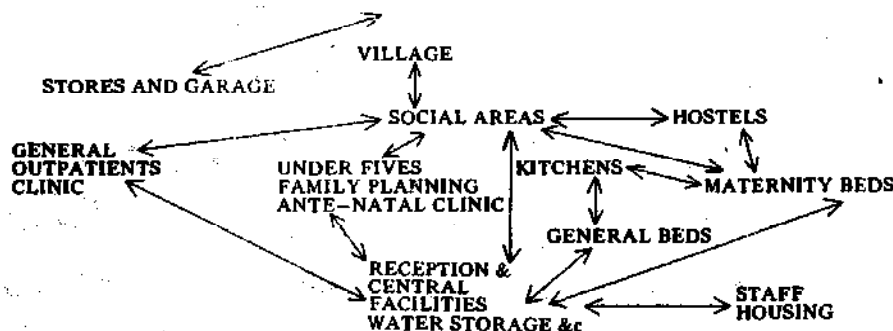 VILLAGE
STORES AND GARAGE
SOCIAL AREAS
HOSTELS
GENERAL
OUTPATIENTS
CLINIC
UNDER FIVES
FAMILY PLANNING
ANTE-NATAL CLINIC
KITCHENS
MATERNITY BEDS
GENERAL BEDS
RECEPTION &
CENTRAL
FACILITIES
WATER STORAGE &c
STAFF
HOUSING